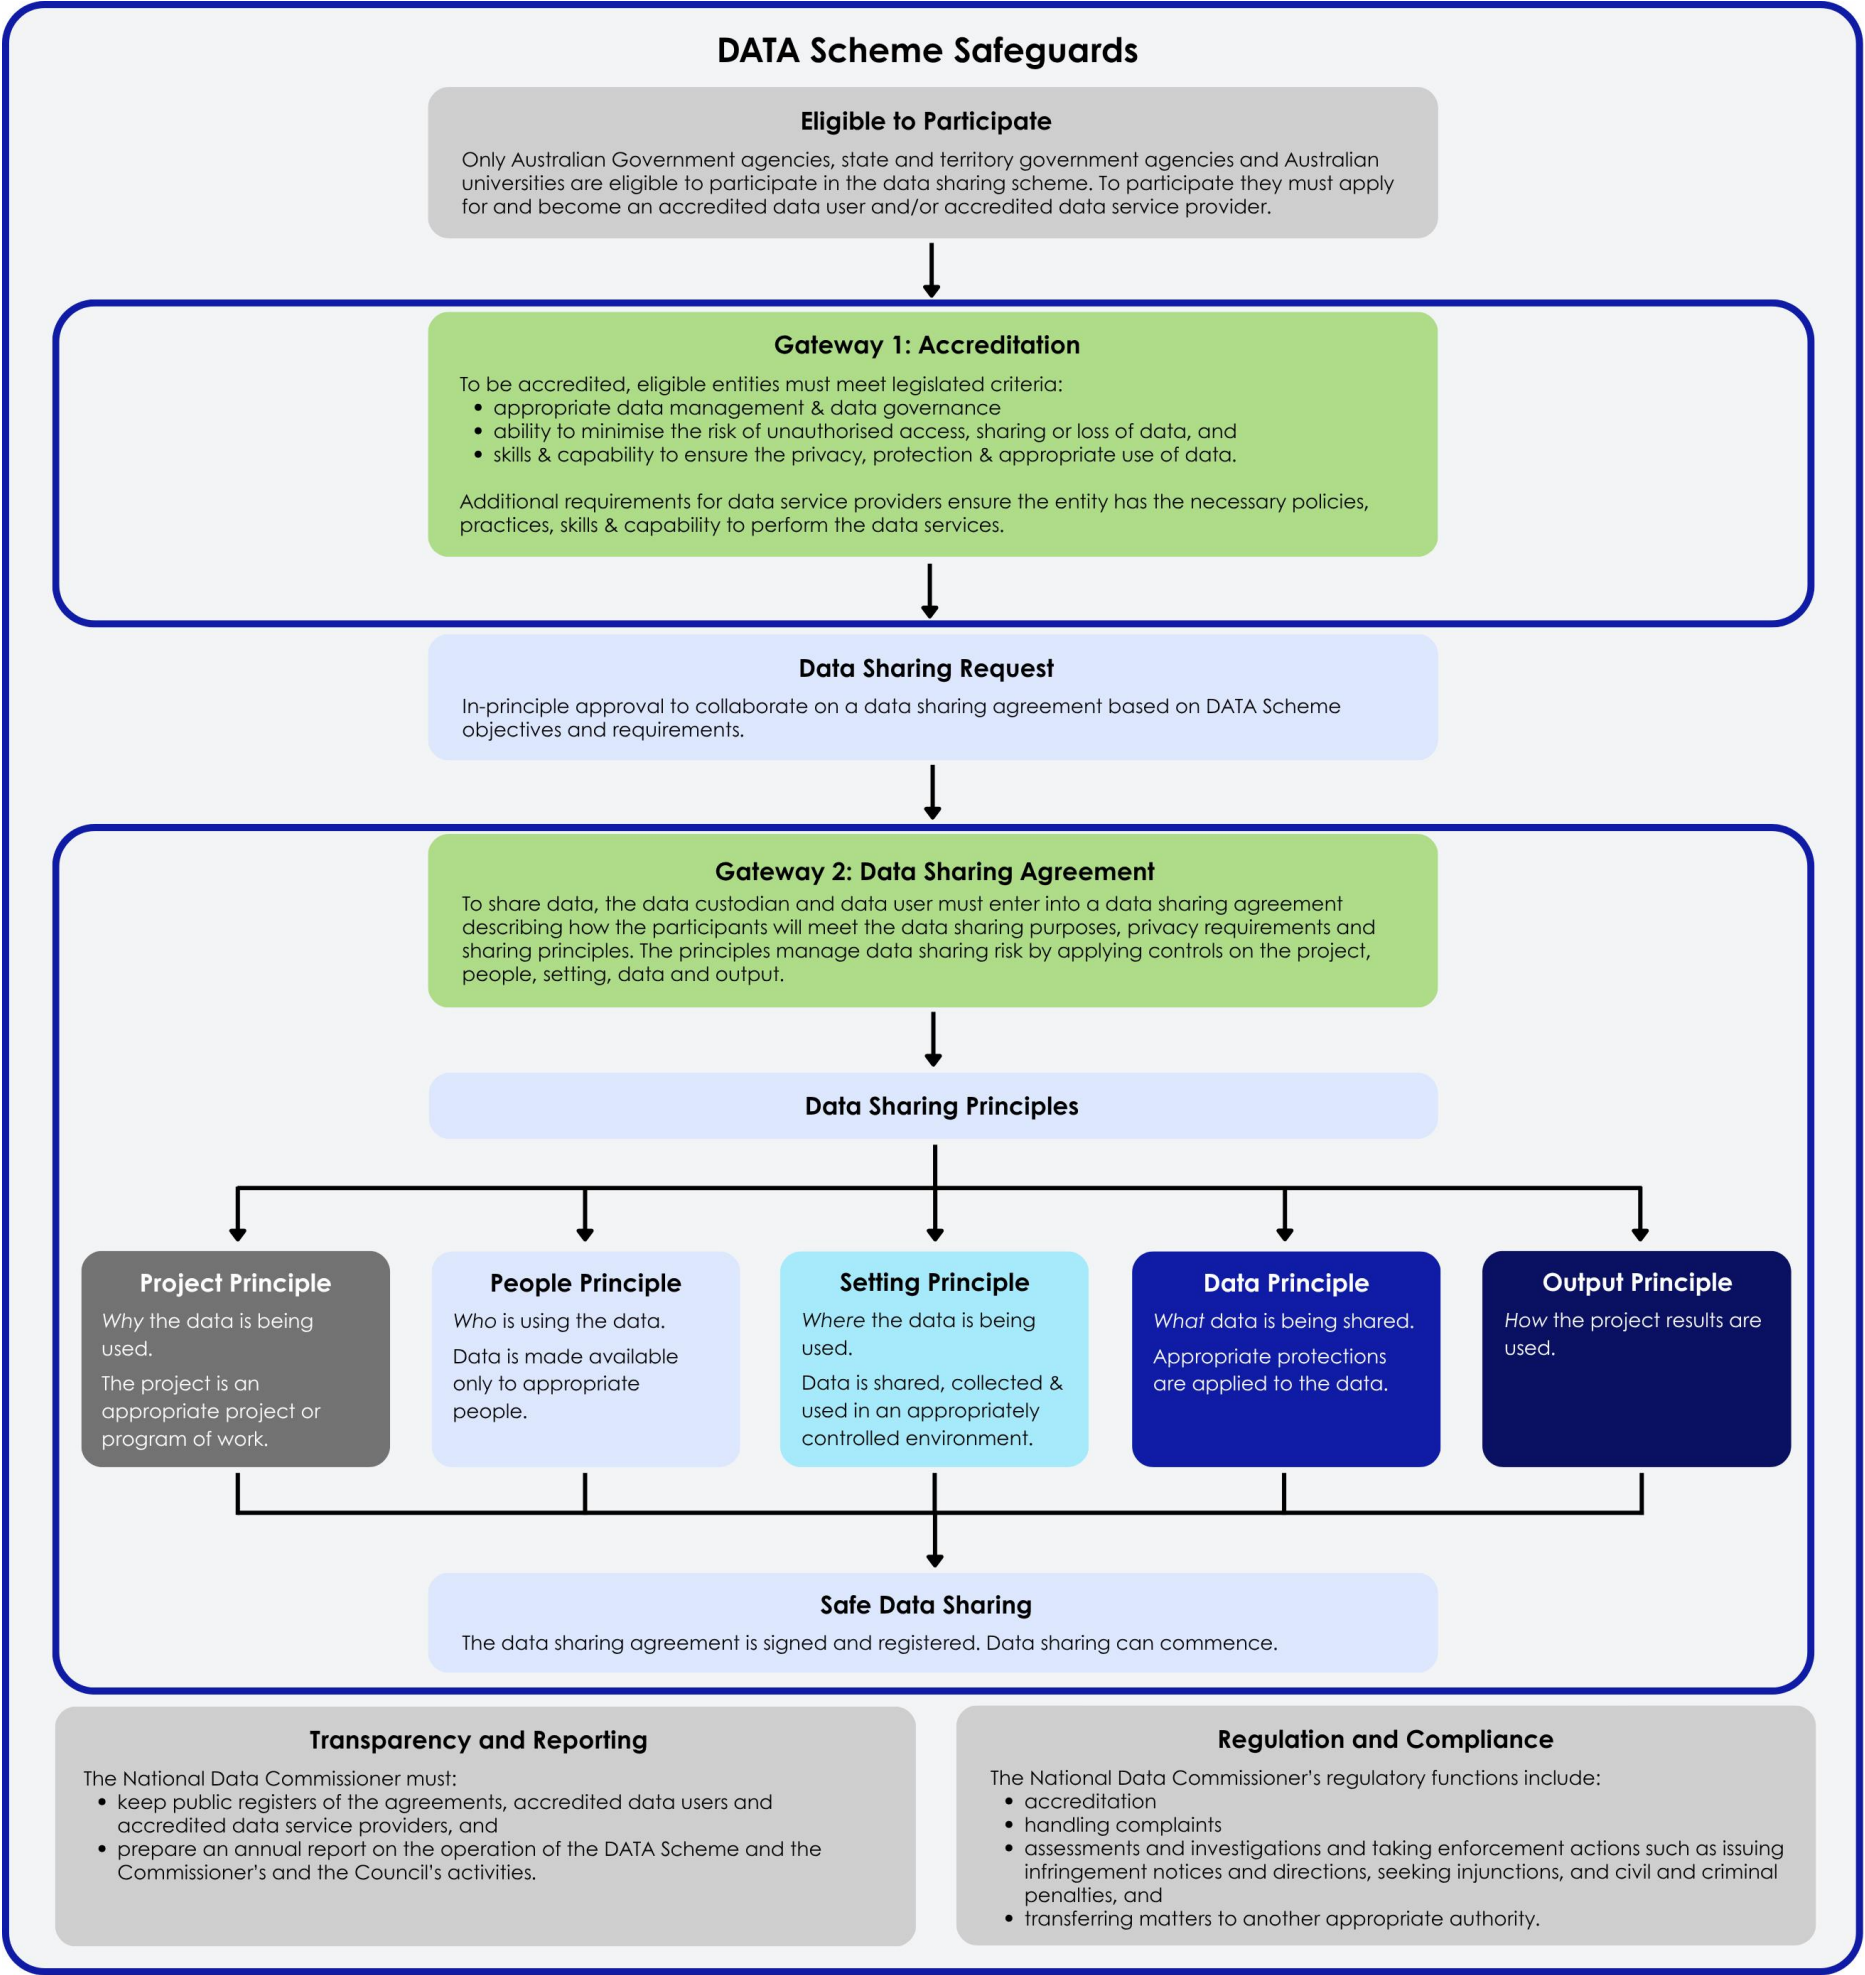 DATA Scheme Safeguards
Eligible to Participate
Only Australian Government agencies, state and territory government agencies and Australian
universities are eligible to participate in the data sharing scheme. To participate they must apply
for and become an accredited data user and/or accredited data service provider.
Gateway 1: Accreditation
To be accredited, eligible entities must meet legislated criteria:
• appropriate data management & data governance
• ability to minimise the risk of unauthorised access, sharing or loss of data, and
• skills & capability to ensure the privacy, protection & appropriate use of data.
Additional requirements for data service providers ensure the entity has the necessary policies,
practices, skills & capability to perform the data services.
Data Sharing Request
In-principle approval to collaborate on a data sharing agreement based on DATA Scheme
objectives and requirements.
Gateway 2: Data Sharing Agreement
To share data, the data custodian and data user must enter into a data sharing agreement
describing how the participants will meet the data sharing purposes, privacy requirements and
sharing principles. The principles manage data sharing risk by applying controls on the project,
people, setting, data and output.
Data Sharing Principles
Project Principle
Why the data is being
used.
The project is an
appropriate project or
program of work.
People Principle
Who is using the data.
Data is made available
only to appropriate
people.
Setting Principle
Where the data is being
used.
Data is shared, collected &
used in an appropriately
controlled environment.
Data Principle
What data is being shared.
Appropriate protections
are applied to the data.
Output Principle
How the project results are
used.
Safe Data Sharing
The data sharing agreement is signed and registered. Data sharing can commence.
Transparency and Reporting
The National Data Commissioner must:
• keep public registers of the agreements, accredited data users and
accredited data service providers, and
• prepare an annual report on the operation of the DATA Scheme and the
Commissioner's and the Council's activities.
Regulation and Compliance
The National Data Commissioner's regulatory functions include:
• accreditation
• handling complaints
• assessments and investigations and taking enforcement actions such as issuing
infringement notices and directions, seeking injunctions, and civil and criminal
penalties, and
• transferring matters to another appropriate authority.